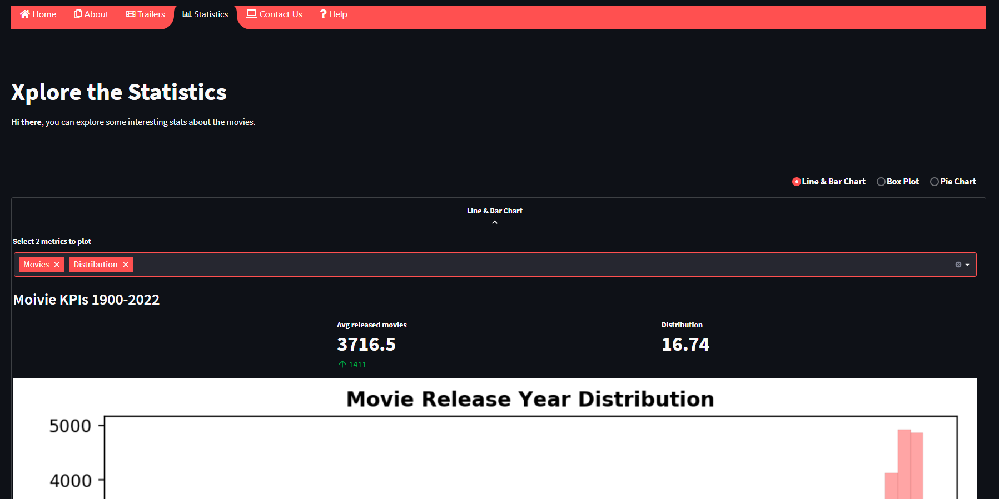 Home About Trailers Statistics Contact Us Help
Xplore the Statistics
Hi there, you can explore some interesting stats about the movies.
Line & Bar Chart Box Plot Pie Chart
Line & Bar Chart
Select 2 metrics to plot
Movies Distribution
Moivie KPIs 1900-2022
Avg released movies Distribution
3716.5 16.74
1411
Movie Release Year Distribution
5000
4000